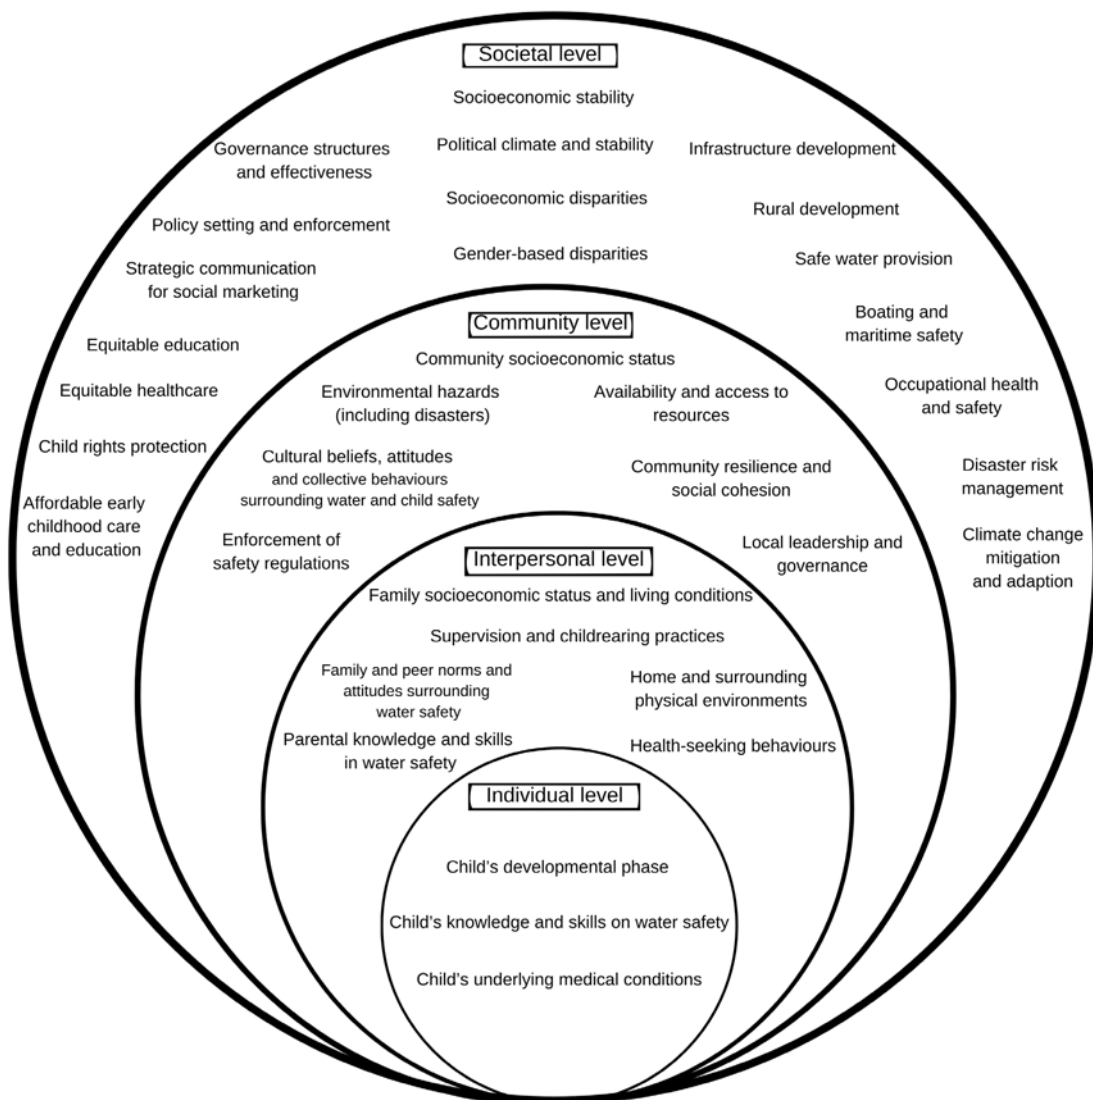 Societal level
Socioeconomic stability
Political climate and stability
Socioeconomic disparities
Gender-based disparities
Governance structures
and effectiveness
Policy setting and enforcement
Strategic communication
for social marketing
Equitable education
Equitable healthcare
Child rights protection
Affordable early
childhood care
and education
Infrastructure development
Rural development
Safe water provision
Boating and
maritime safety
Occupational health
and safety
Disaster risk
management
Climate change
mitigation
and adaption
Community level
Community socioeconomic status
Environmental hazards
(including disasters)
Cultural beliefs, attitudes
and collective behaviours
surrounding water and child safety
Enforcement of
safety regulations
Availability and access to
resources
Community resilience and
social cohesion
Local leadership and
governance
Interpersonal level
Family socioeconomic status and living conditions
Supervision and childrearing practices
Family and peer norms and
attitudes surrounding
water safety
Parental knowledge and skills
in water safety
Home and surrounding
physical environments
Health-seeking behaviours
Individual level
Child's developmental phase
Child's knowledge and skills on water safety
Child's underlying medical conditions